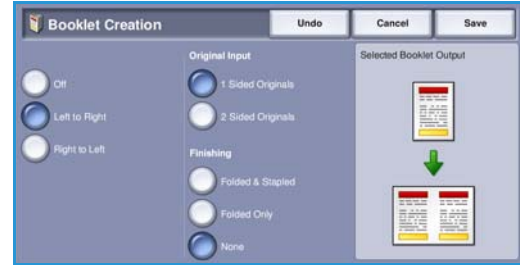 Booklet Creation
Undo
Cancel
Save
Off
Left to Right
Right to Left
Original Input
1 Sided Originals
2 Sided Originals
Finishing
Folded & Stapled
Folded Only
None
Selected Booklet Output